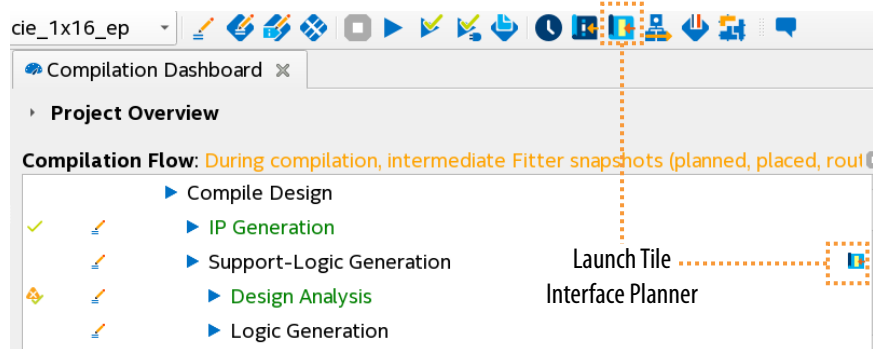 cie_1x16_ep
Compilation Dashboard
Project Overview
Compilation Flow: During compilation, intermediate Fitter snapshots (planned, placed, rout
Compile Design
IP Generation
Support-Logic Generation
Launch Tile
Interface Planner
Design Analysis
Logic Generation